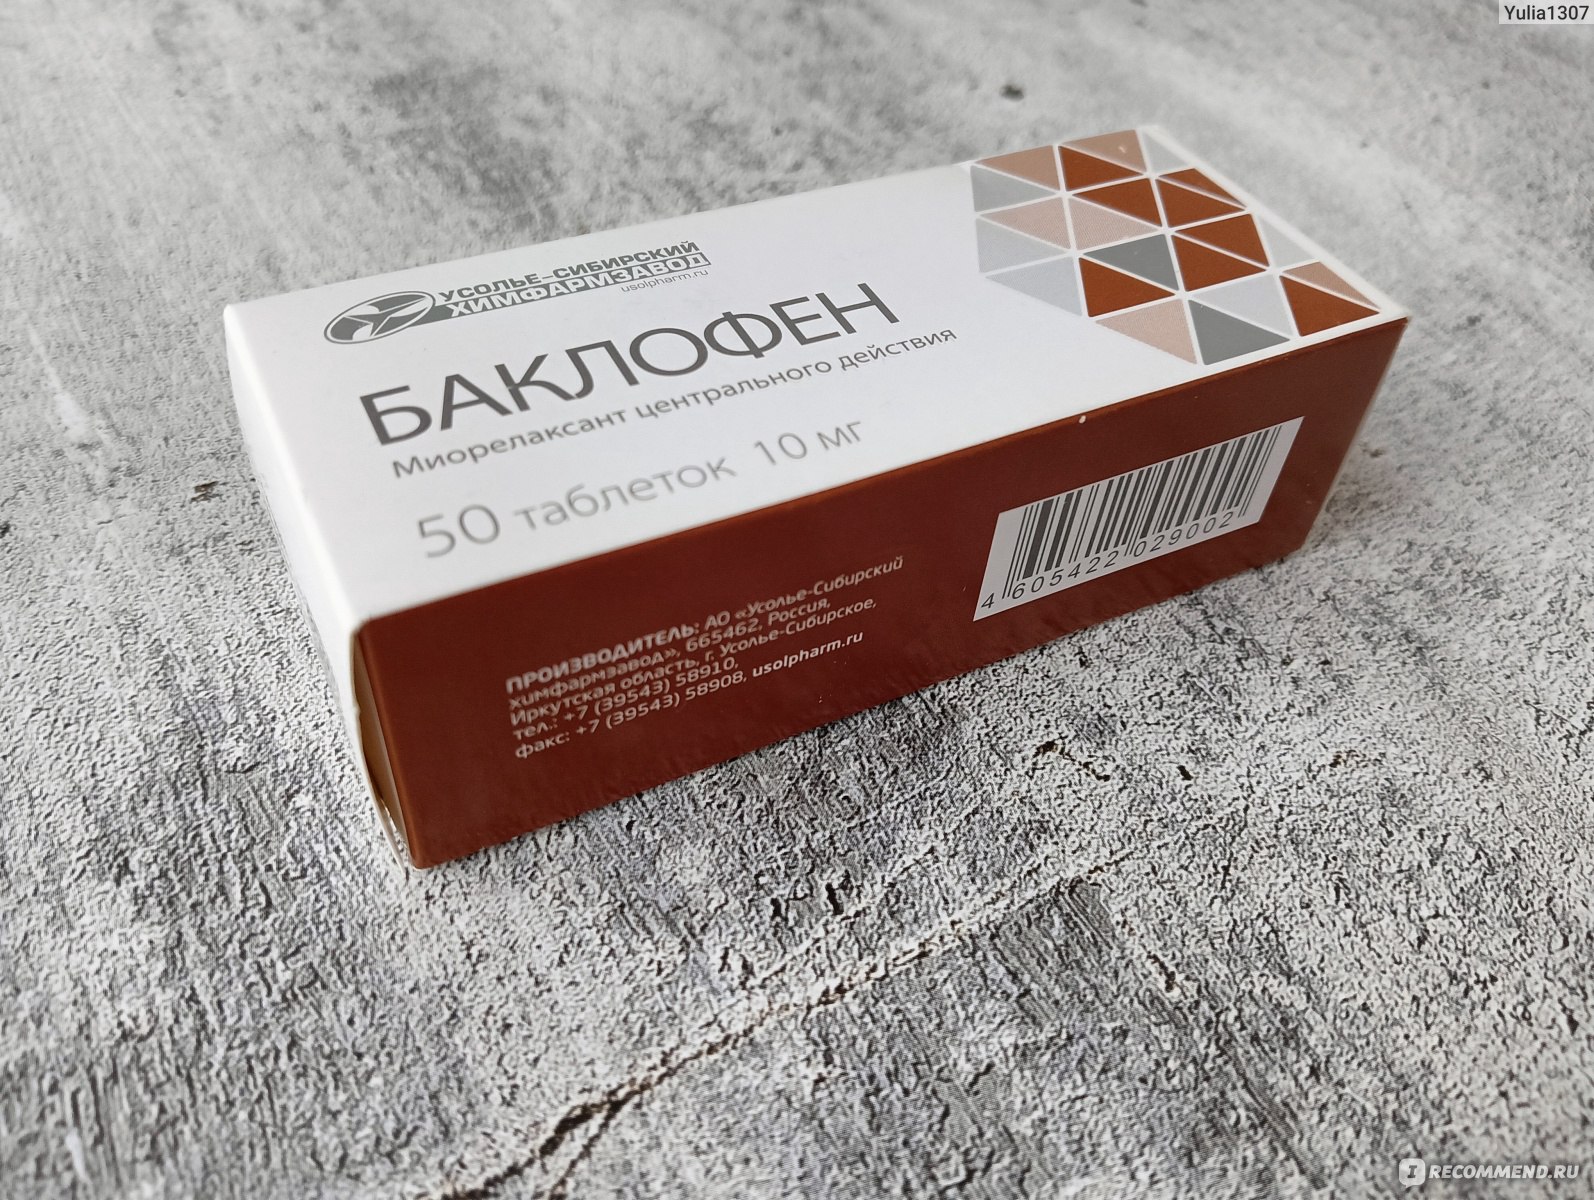 Yulia1307
УСОЛЬЕ-СИБИРСКИЙ
ХИМФАРМЗАВОД
usolpharm.ru
БАКЛОФЕН
Миорелаксант центрального действия
50 таблеток 10 мг
ПРОИЗВОДИТЕЛЬ: АО «Усолье-Сибирский
химфармзавод», 665462, Россия,
Иркутская область, г. Усолье-Сибирское,
тел.: +7 (39543) 58910,
факс: +7 (39543) 58908, usolpharm.ru
4 605422 029002
I RECOMMEND.RU